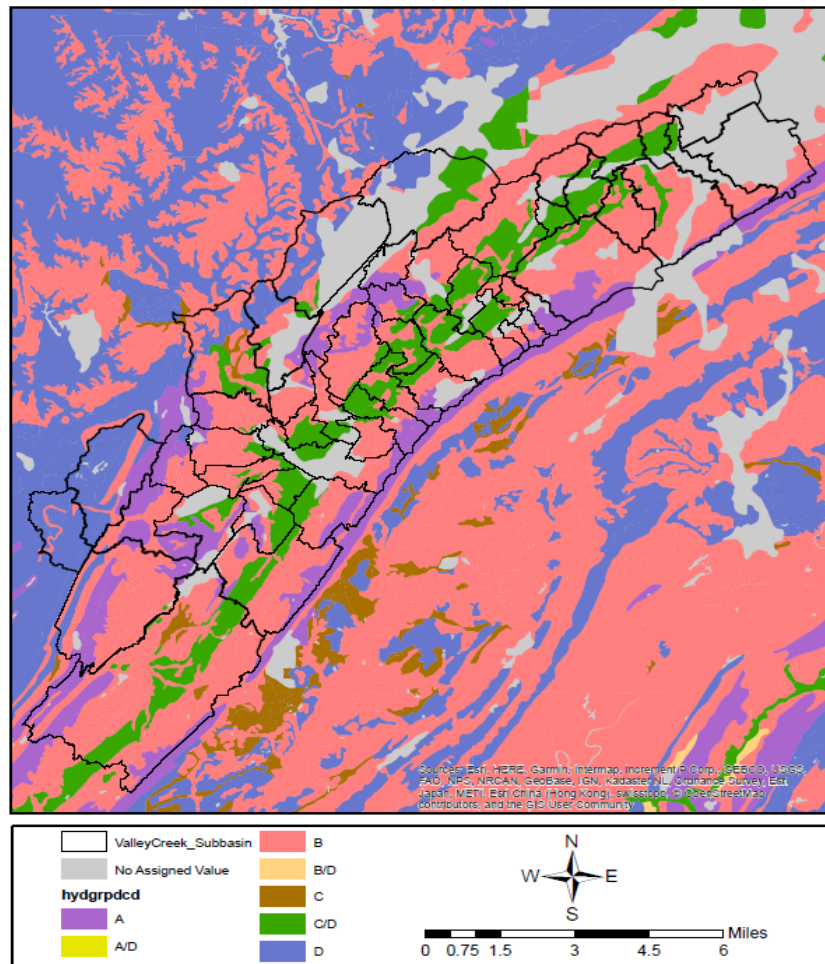 Sources: Esri, HERE, Garmin, Intermap, increment P Corp., GEBCO, USGS,
FAO, NPS, NRCAN, GeoBase, IGN, Kadaster NL, Ordnance Survey, Esri
Japan, METI, Esri China (Hong Kong), swisstopo, © OpenStreetMap
contributors, and the GIS User Community
ValleyCreek_Subbasin
No Assigned Value
hydgrpdcd
A
A/D
B
B/D
C
C/D
D
N
W E
S
Miles
0 0.75 1.5 3 4.5 6